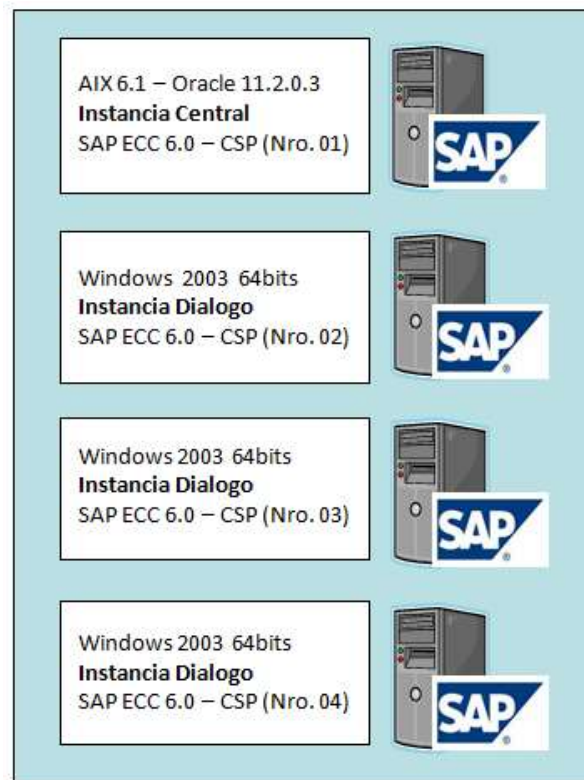 AIX 6.1 – Oracle 11.2.0.3
Instancia Central
SAP ECC 6.0 – CSP (Nro. 01)
SAP
®
Windows 2003 64bits
Instancia Dialogo
SAP ECC 6.0 – CSP (Nro. 02)
SAP
®
Windows 2003 64bits
Instancia Dialogo
SAP ECC 6.0 – CSP (Nro. 03)
SAP
®
Windows 2003 64bits
Instancia Dialogo
SAP ECC 6.0 – CSP (Nro. 04)
SAP
®